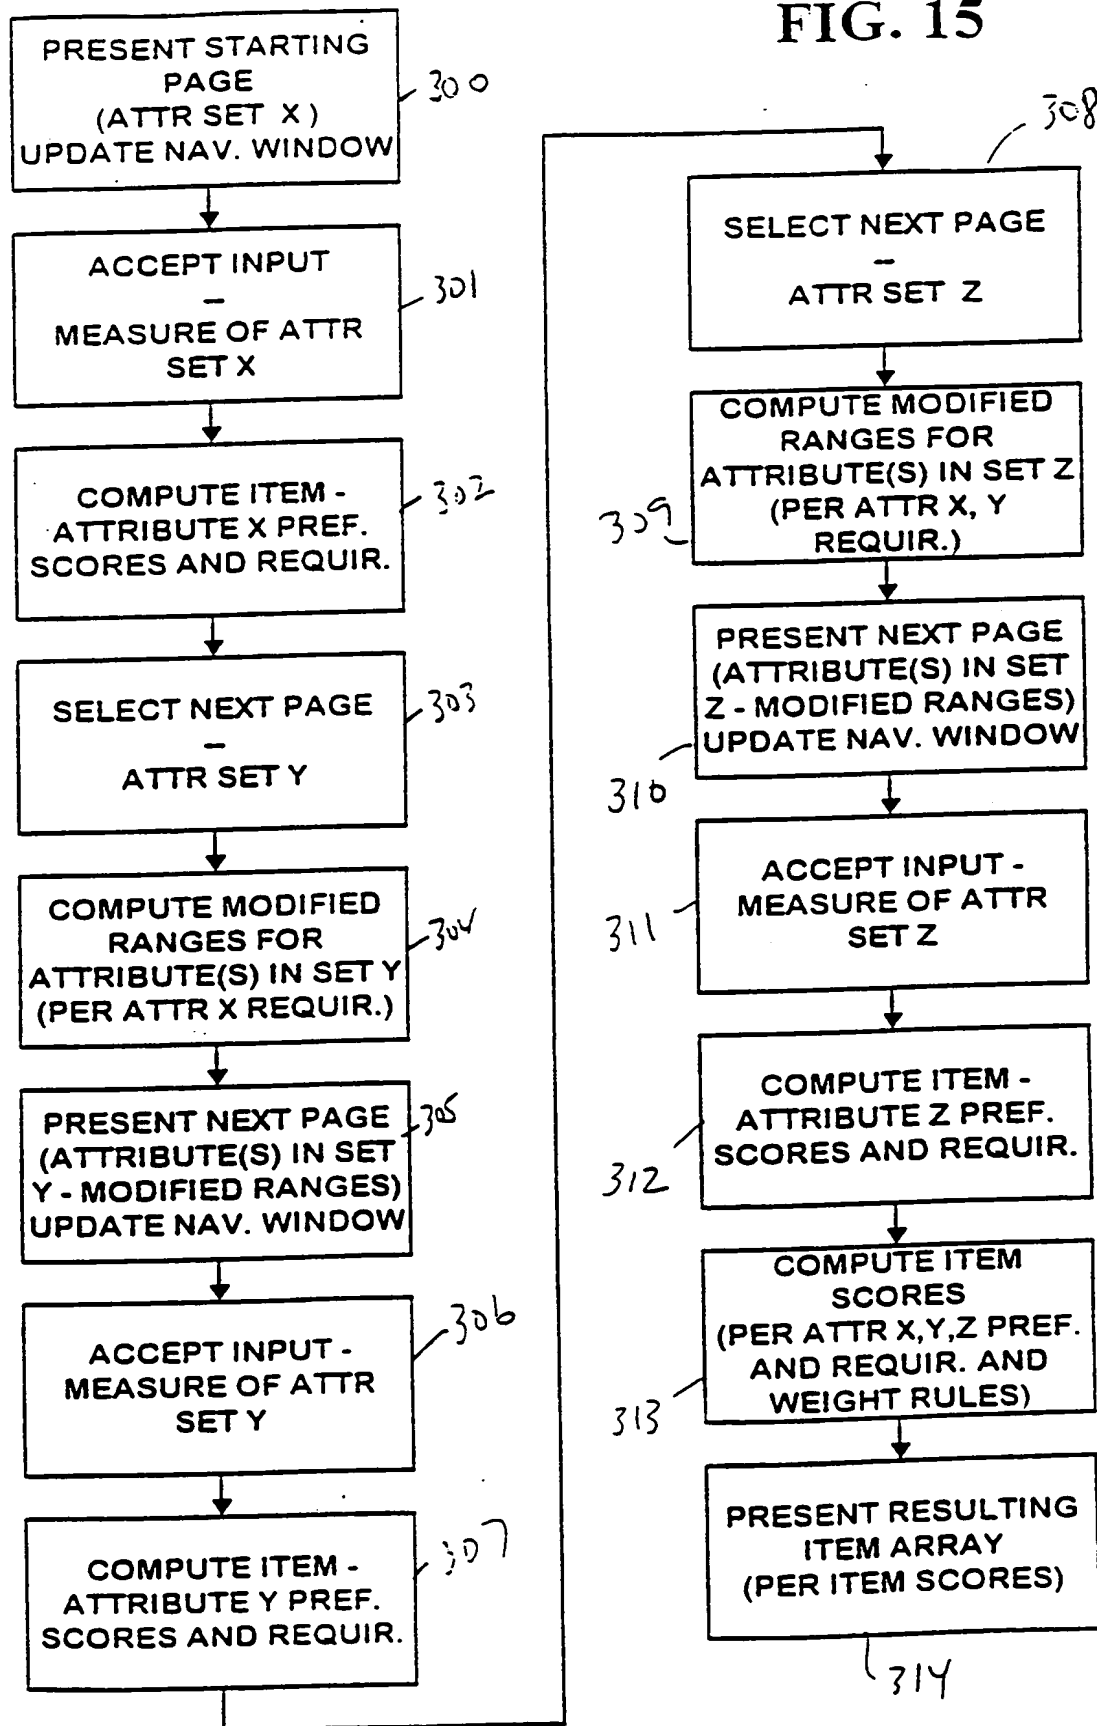 FIG. 15
PRESENT STARTING
PAGE
(ATTR SET X)
UPDATE NAV. WINDOW
300
ACCEPT INPUT
–
MEASURE OF ATTR
SET X
301
COMPUTE ITEM -
ATTRIBUTE X PREF.
SCORES AND REQUIR.
302
SELECT NEXT PAGE
–
ATTR SET Y
303
COMPUTE MODIFIED
RANGES FOR
ATTRIBUTE(S) IN SET Y
(PER ATTR X REQUIR.)
304
PRESENT NEXT PAGE
(ATTRIBUTE(S) IN SET
Y - MODIFIED RANGES)
UPDATE NAV. WINDOW
305
ACCEPT INPUT -
MEASURE OF ATTR
SET Y
306
COMPUTE ITEM -
ATTRIBUTE Y PREF.
SCORES AND REQUIR.
307
308
SELECT NEXT PAGE
–
ATTR SET Z
COMPUTE MODIFIED
RANGES FOR
ATTRIBUTE(S) IN SET Z
(PER ATTR X, Y
REQUIR.)
309
PRESENT NEXT PAGE
(ATTRIBUTE(S) IN SET
Z - MODIFIED RANGES)
UPDATE NAV. WINDOW
310
ACCEPT INPUT -
MEASURE OF ATTR
SET Z
311
COMPUTE ITEM -
ATTRIBUTE Z PREF.
SCORES AND REQUIR.
312
COMPUTE ITEM
SCORES
(PER ATTR X,Y,Z PREF.
AND REQUIR. AND
WEIGHT RULES)
313
PRESENT RESULTING
ITEM ARRAY
(PER ITEM SCORES)
314